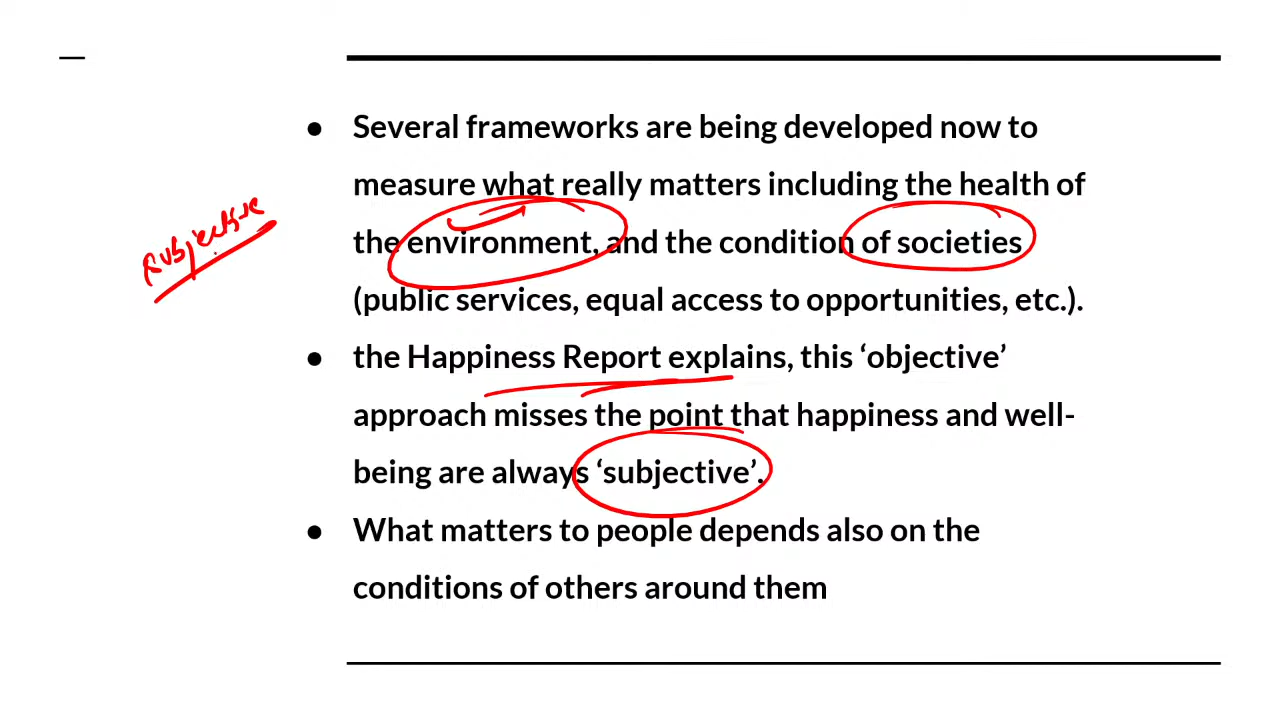 ● Several frameworks are being developed now to
measure what really matters including the health of
the environment, and the condition of societies
(public services, equal access to opportunities, etc.).
● the Happiness Report explains, this ‘objective’
approach misses the point that happiness and well-
being are always ‘subjective’.
● What matters to people depends also on the
conditions of others around them
subjective